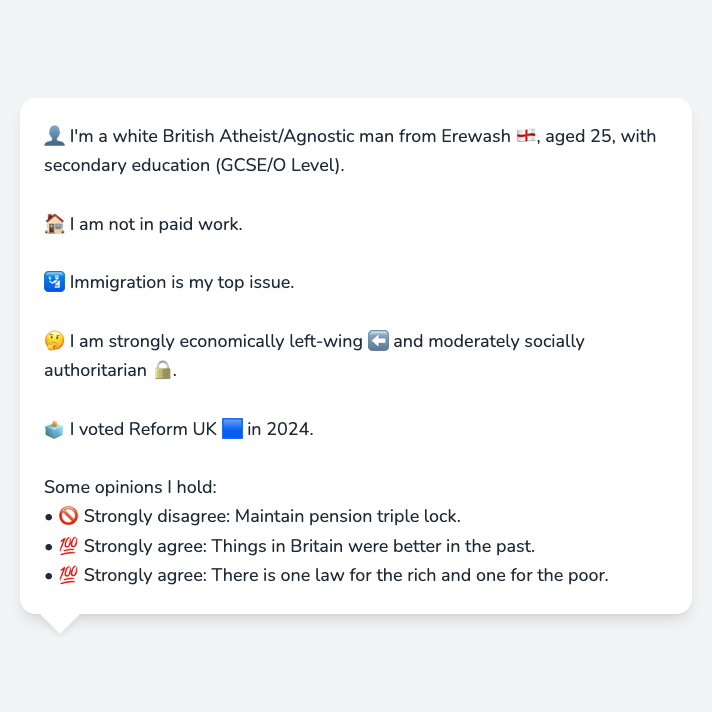 👤 I'm a white British Atheist/Agnostic man from Erewash 🏴󠁧󠁢󠁥󠁮󠁧󠁿, aged 25, with
secondary education (GCSE/O Level).
🏠 I am not in paid work.
🛂 Immigration is my top issue.
🤔 I am strongly economically left-wing ⬅️ and moderately socially
authoritarian 🔒.
🗳️ I voted Reform UK 🟦 in 2024.
Some opinions I hold:
• 🚫 Strongly disagree: Maintain pension triple lock.
• 💯 Strongly agree: Things in Britain were better in the past.
• 💯 Strongly agree: There is one law for the rich and one for the poor.